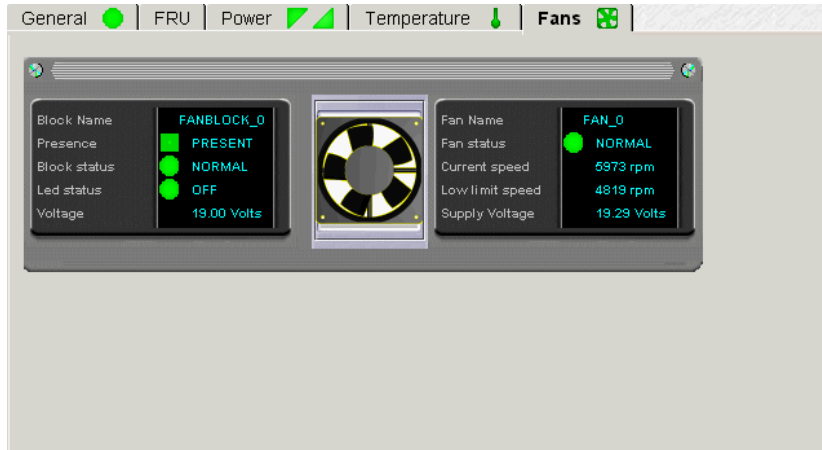 General FRU Power Temperature Fans
Block Name FANBLOCK_0
Presence PRESENT
Block status NORMAL
Led status OFF
Voltage 19.00 Volts
Fan Name FAN_0
Fan status NORMAL
Current speed 5973 rpm
Low limit speed 4819 rpm
Supply Voltage 19.29 Volts